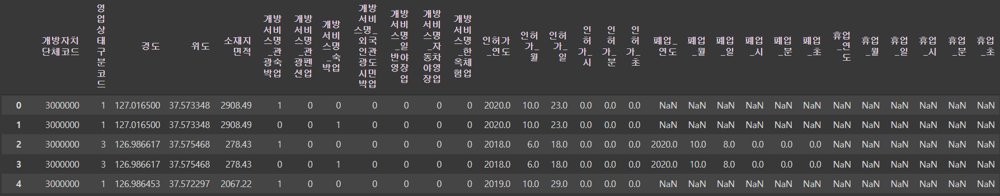 개방자치
단체코드
영
업
상
태
구
분
코
드
경도
위도
소재지
면적
개방
서비
스명
_관
광숙
박업
개방
서비
스명
_관
광펜
션업
개방
서비
스명
_숙
박업
개방
서비
스명_
외국
인관
광도
시민
박업
개방
서비
스명
_일
반야
영장
업
개방
서비
스명
_자
동차
야영
장업
개방
서비
스명
_한
옥체
험업
인허가
_연도
인허
가_
월
인허
가_
일
인
허
가_
시
인
허
가_
분
인
허
가_
초
폐업_
연도
폐업
_월
폐업
_일
폐업
_시
폐업
_분
폐업
_초
휴업
_연
도
휴업
_월
휴업
_일
휴업
_시
휴업
_분
휴업
_초
0 3000000 1 127.016500 37.573348 2908.49 1 0 0 0 0 0 0 2020.0 10.0 23.0 0.0 0.0 0.0 NaN NaN NaN NaN NaN NaN NaN NaN NaN NaN NaN NaN
1 3000000 1 127.016500 37.573348 2908.49 0 0 1 0 0 0 0 2020.0 10.0 23.0 0.0 0.0 0.0 NaN NaN NaN NaN NaN NaN NaN NaN NaN NaN NaN NaN
2 3000000 3 126.986617 37.575468 278.43 1 0 0 0 0 0 0 2018.0 6.0 18.0 0.0 0.0 0.0 2020.0 10.0 8.0 0.0 0.0 0.0 NaN NaN NaN NaN NaN NaN
3 3000000 3 126.986617 37.575468 278.43 0 0 1 0 0 0 0 2018.0 6.0 18.0 0.0 0.0 0.0 2020.0 10.0 8.0 0.0 0.0 0.0 NaN NaN NaN NaN NaN NaN
4 3000000 1 126.986453 37.572297 2067.22 1 0 0 0 0 0 0 2019.0 10.0 29.0 0.0 0.0 0.0 NaN NaN NaN NaN NaN NaN NaN NaN NaN NaN NaN NaN